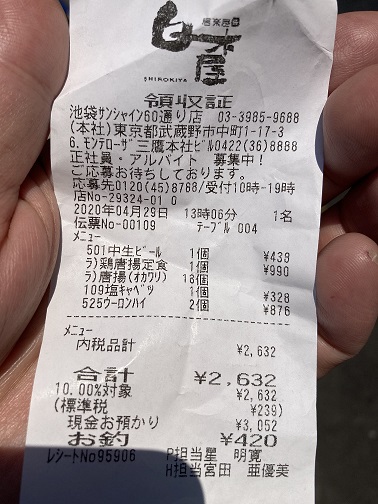 居楽屋
白木屋
SHIROKIYA
領収証
池袋サンシャイン60通り店 03-3985-9688
(本社)東京都武蔵野市中町1-17-3
6.モンテローザ三鷹本社ビル0422(36)8888
正社員・アルバイト 募集中!
ご応募お待ちしております。
応募先0120(45)8788/受付10時-19時
店No-29324-01 0
2020年04月29日 13時06分 1名
伝票No-00109 テーブル 004
メニュー
501中生ビール 1個 ¥439
ラ)鶏唐揚定食 1個 ¥990
ラ)唐揚(オカワリ) 18個
109塩キャベツ 1個 ¥328
525ウーロンハイ 2個 ¥876
メニュー
内税品計 ¥2,632
合計 ¥2,632
10.00%対象 ¥2,632
(標準税 ¥239)
現金お預かり ¥3,052
お釣 ¥420
レシートNo95906 P担当星 明寛
H担当宮田 亜優美